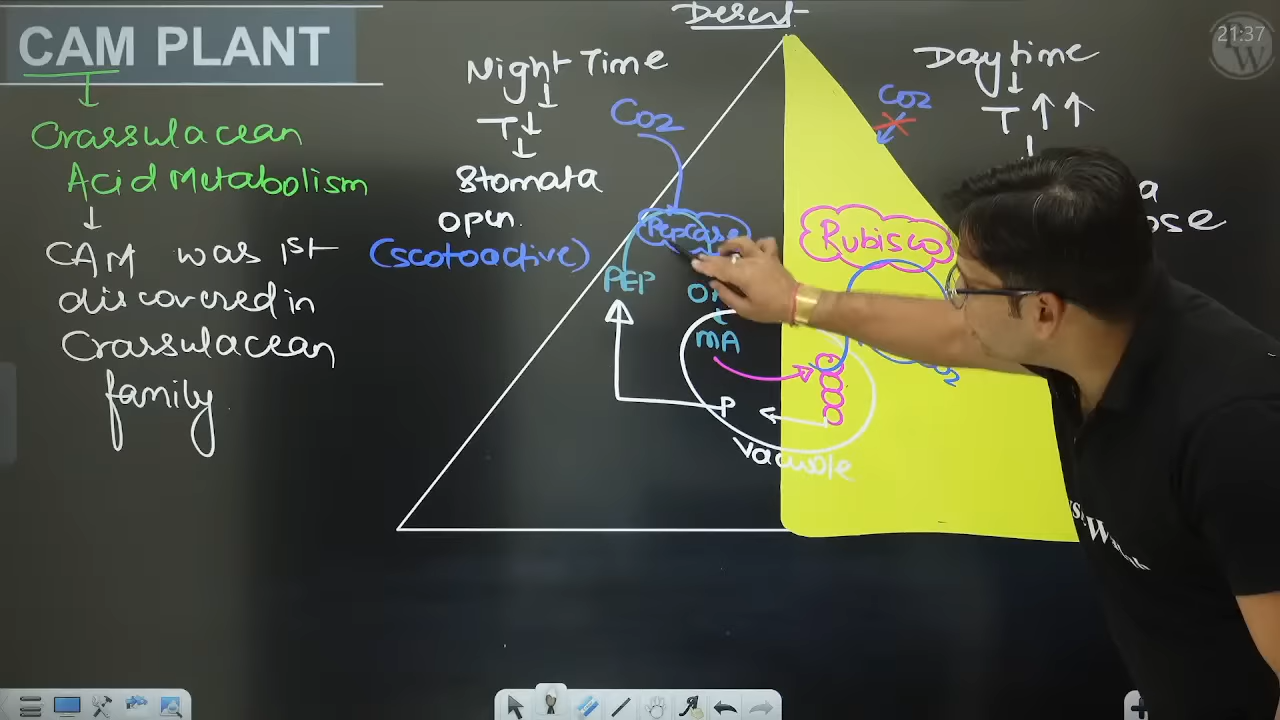 CAM PLANT
Crassulacean
Acid Metabolism
CAM was 1st
discovered in
Crassulacean
family
Desert
Night Time
T↓
Stomata
open.
(scotoactive)
CO2
Pepcase
PEP
MA
P
Vacuole
Day time
T↑↑
CO2
Rubisco
21:37